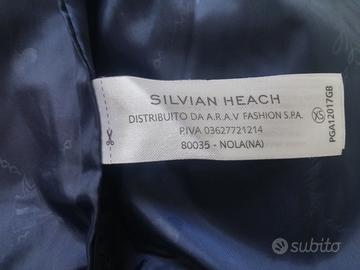 SILVIAN HEACH
DISTRIBUITO DA A.R.A.V FASHION S.P.A.
P.IVA 03627721214
80035 - NOLA(NA)
XS
PGA12017GB
subito